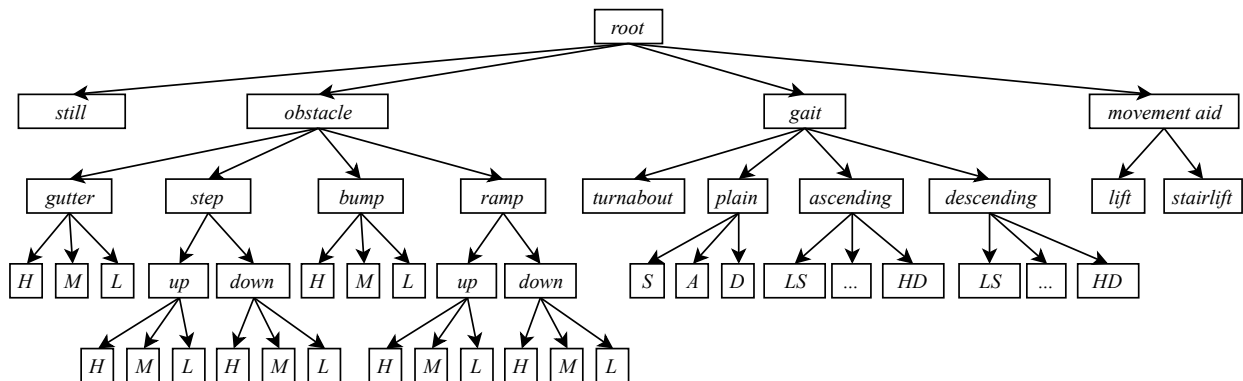 root
still obstacle gait movement aid
gutter step bump ramp turnabout plain ascending descending lift stairlift
H M L up down H M L up down S A D LS ... HD LS ... HD
H M L H M L H M L H M L